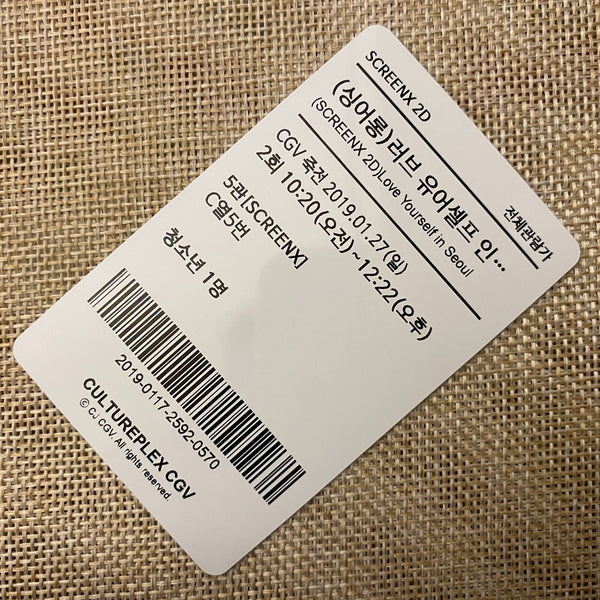 SCREENX 2D
전체관람가
(싱어롱)러브 유어셀프 인...
(SCREENX 2D)Love Yourself in Seoul
CGV 죽전 2019.01.27(일)
2회 10:20(오전)~12:22(오후)
5관[SCREENX]
C열5번
청소년 1명
2019-0117-2592-0570
CULTUREPLEX CGV
© CJ CGV. All rights reserved.